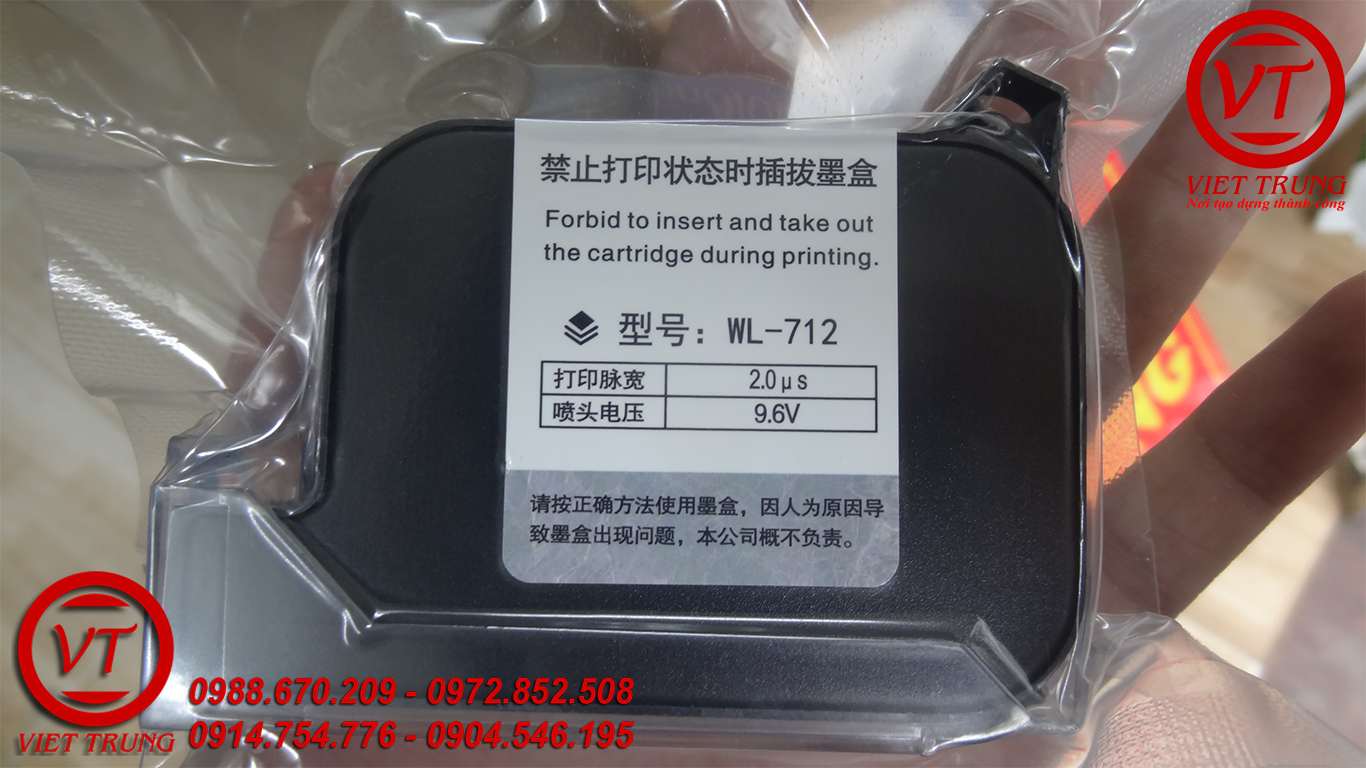 VT
VIET TRUNG
Nơi tạo dựng thành công
禁止打印状态时插拔墨盒
Forbid to insert and take out
the cartridge during printing.
型号：WL-712
打印脉宽 2.0μs
喷头电压 9.6V
请按正确方法使用墨盒，因人为原因导
致墨盒出现问题，本公司概不负责。
VT
VIET TRUNG
0988.670.209 - 0972.852.508
0914.754.776 - 0904.546.195